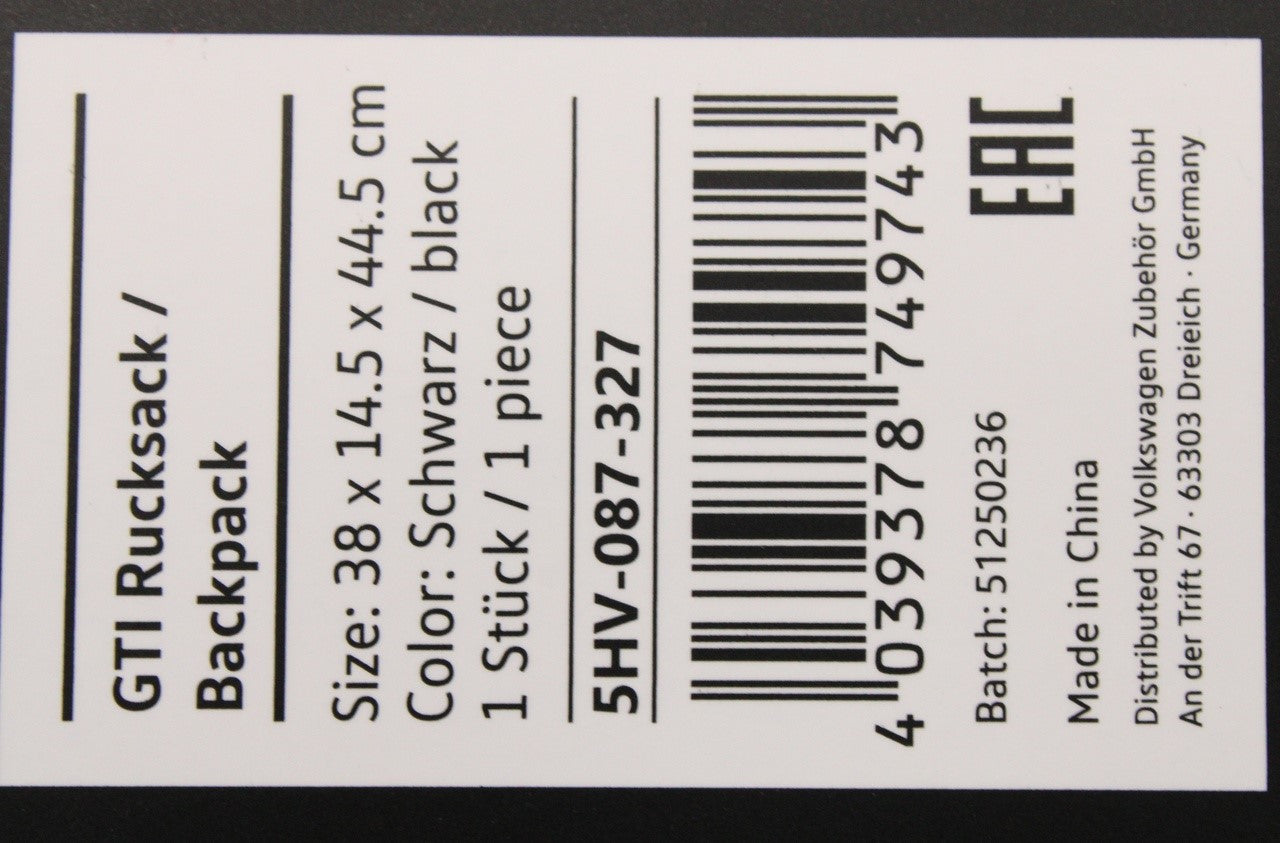 GTI Rucksack /
Backpack
Size: 38 x 14.5 x 44.5 cm
Color: Schwarz / black
1 Stück / 1 piece
5HV-087-327
4 039378 749743
Batch: 51250236
EAC
Made in China
Distributed by Volkswagen Zubehör GmbH
An der Trift 67 · 63303 Dreieich · Germany